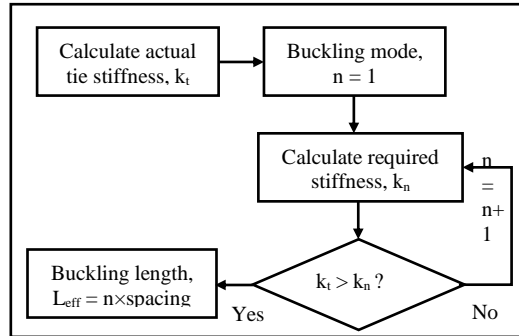 Calculate actual
tie stiffness, kₜ
Buckling mode,
n = 1
Calculate required
stiffness, kₙ
n
=
n+
1
kₜ > kₙ ?
Buckling length,
Lₑff = n×spacing
Yes
No